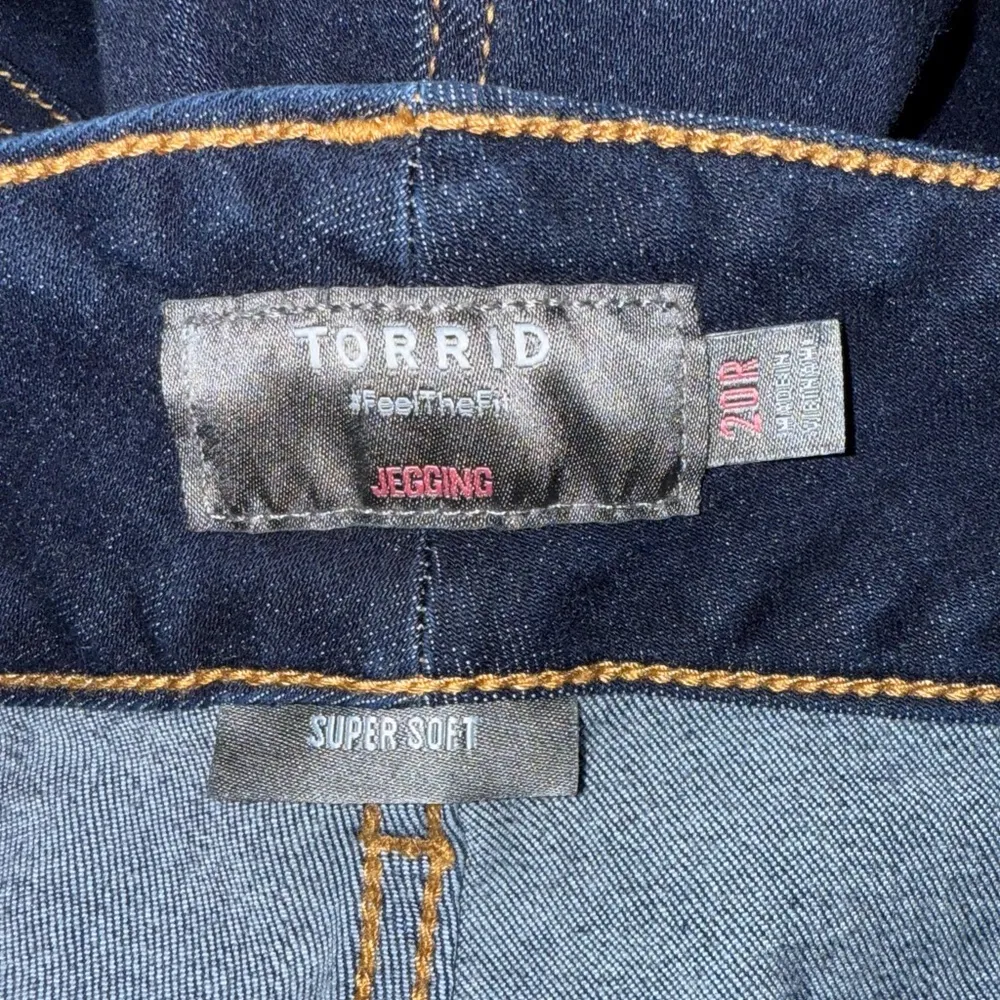 TORRID
#FeelTheFit
JEGGING
20R
MADE IN
VIETNAM
SUPER SOFT